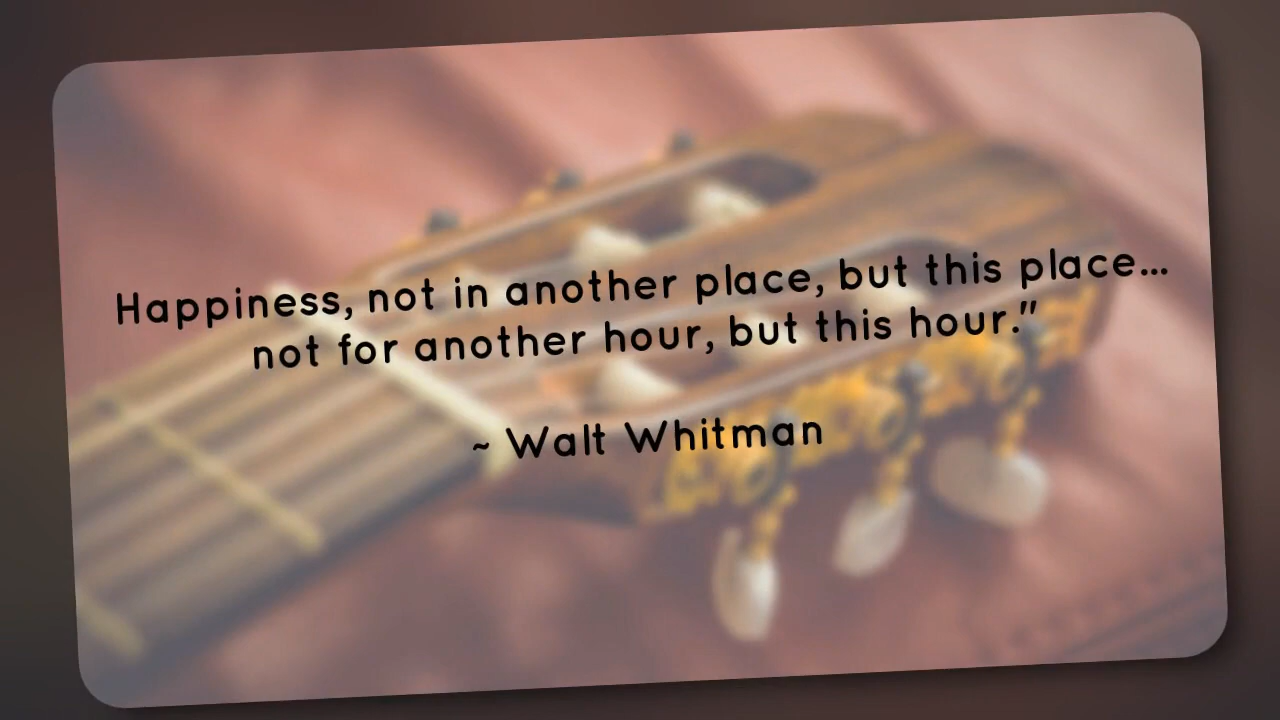 Happiness, not in another place, but this place...
not for another hour, but this hour.”
~ Walt Whitman